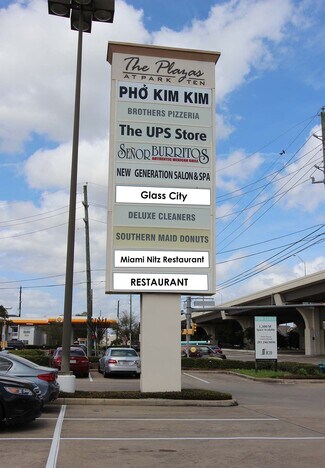 The Plazas
AT PARK TEN
PHỞ KIM KIM
BROTHERS PIZZERIA
The UPS Store
SEÑOR BURRITOS
AUTHENTIC MEXICAN GRILL
NEW GENERATION SALON & SPA
Glass City
DELUXE CLEANERS
SOUTHERN MAID DONUTS
Miami Nitz Restaurant
RESTAURANT